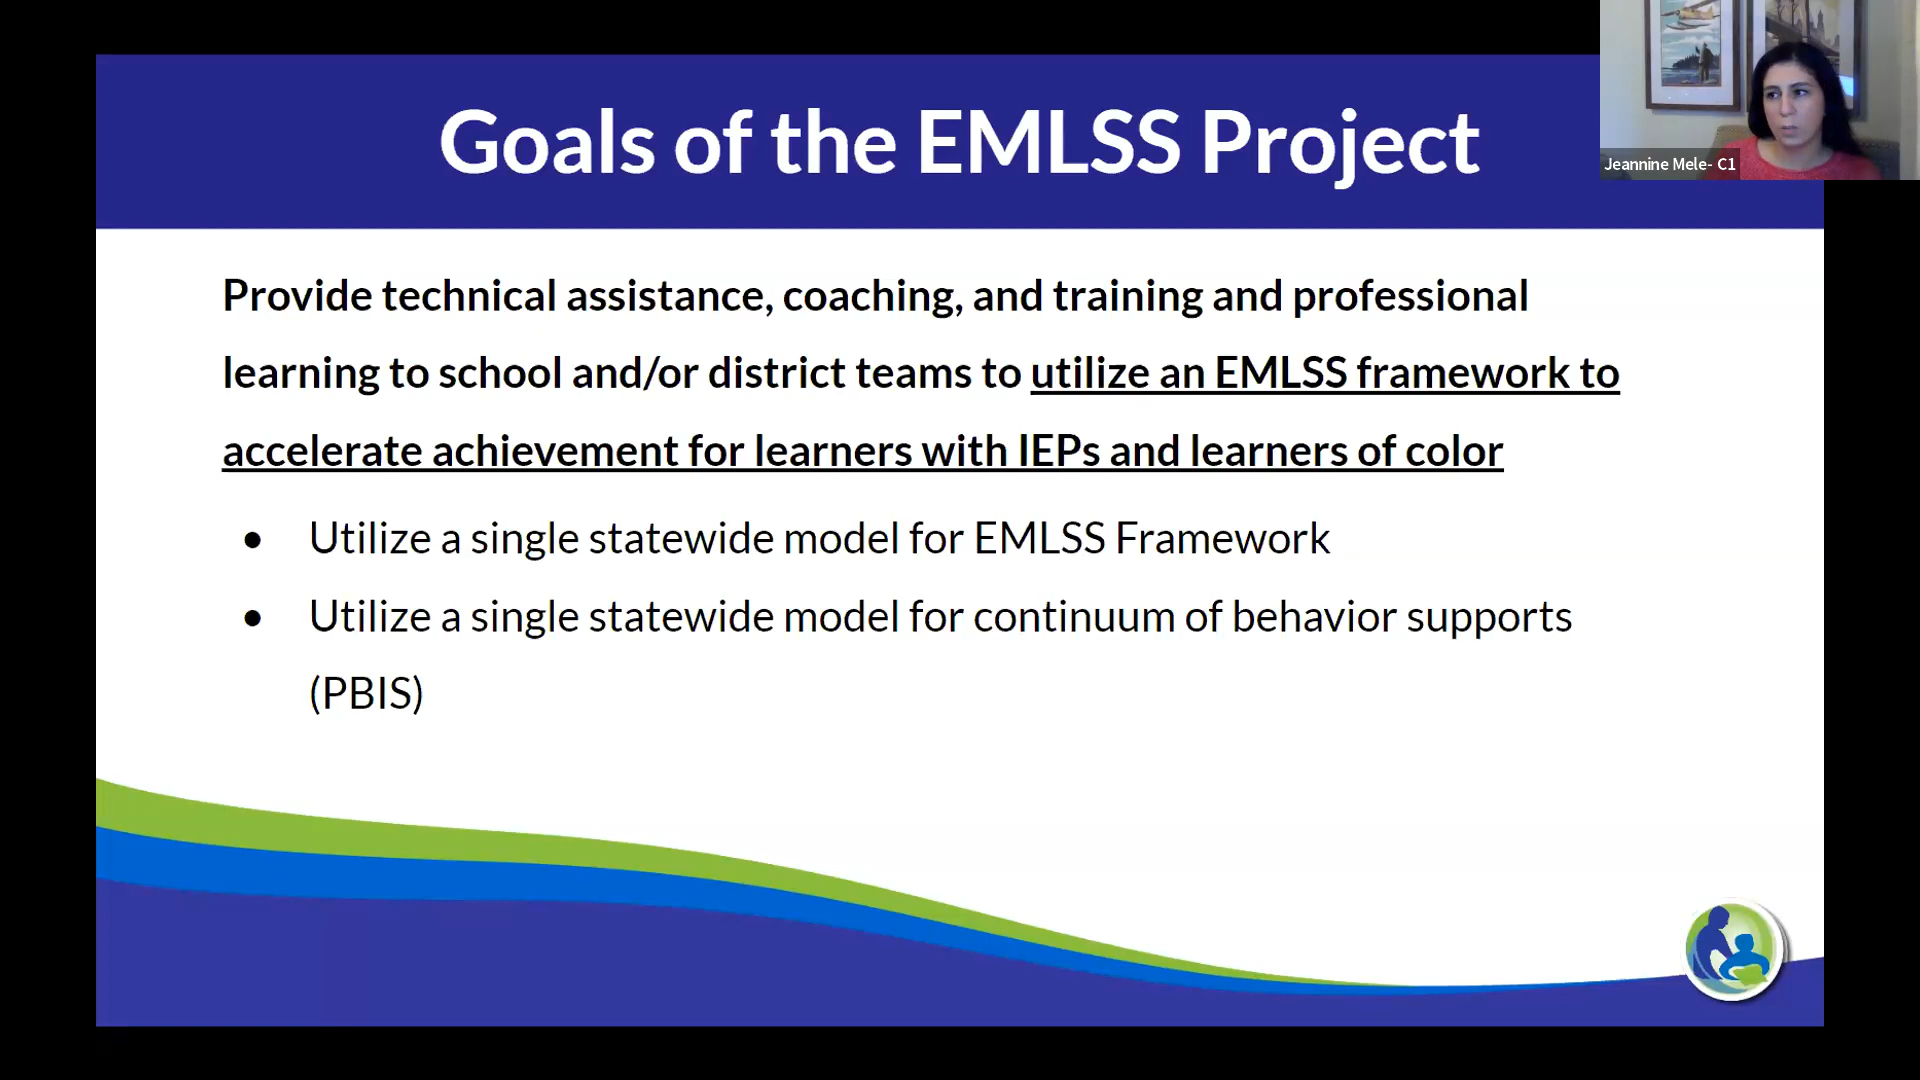 Goals of the EMLSS Project
Jeannine Mele- C1
Provide technical assistance, coaching, and training and professional
learning to school and/or district teams to utilize an EMLSS framework to
accelerate achievement for learners with IEPs and learners of color
• Utilize a single statewide model for EMLSS Framework
• Utilize a single statewide model for continuum of behavior supports
(PBIS)